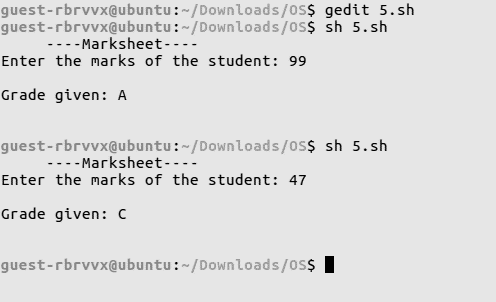 guest-rbrvvx@ubuntu:~/Downloads/OS$ gedit 5.sh
guest-rbrvvx@ubuntu:~/Downloads/OS$ sh 5.sh
----Marksheet----
Enter the marks of the student: 99
Grade given: A
guest-rbrvvx@ubuntu:~/Downloads/OS$ sh 5.sh
----Marksheet----
Enter the marks of the student: 47
Grade given: C
guest-rbrvvx@ubuntu:~/Downloads/OS$